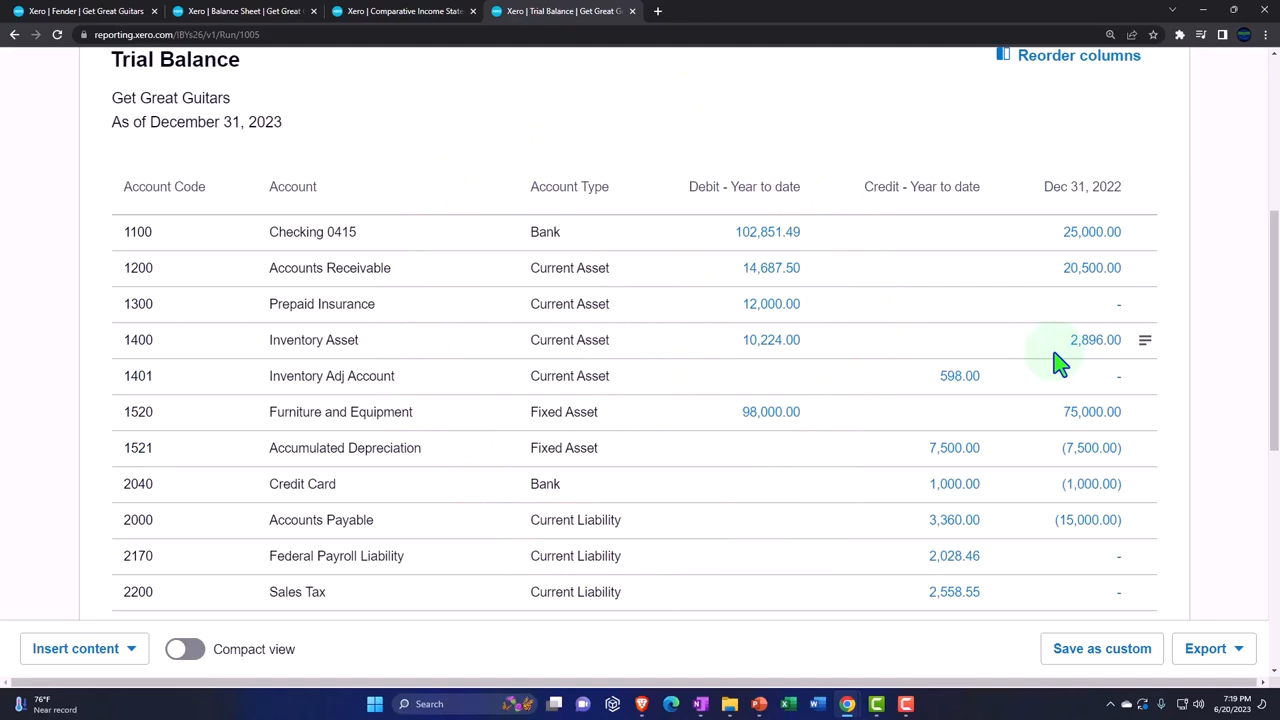 Xero | Fender | Get Great Guitars
Xero | Balance Sheet | Get Great
Xero | Comparative Income State
Xero | Trial Balance | Get Great G
reporting.xero.com/!BYs26/v1/Run/1005
Trial Balance
Reorder columns
Get Great Guitars
As of December 31, 2023
Account Code Account Account Type Debit - Year to date Credit - Year to date Dec 31, 2022
1100 Checking 0415 Bank 102,851.49 25,000.00
1200 Accounts Receivable Current Asset 14,687.50 20,500.00
1300 Prepaid Insurance Current Asset 12,000.00 -
1400 Inventory Asset Current Asset 10,224.00 2,896.00
1401 Inventory Adj Account Current Asset 598.00 -
1520 Furniture and Equipment Fixed Asset 98,000.00 75,000.00
1521 Accumulated Depreciation Fixed Asset 7,500.00 (7,500.00)
2040 Credit Card Bank 1,000.00 (1,000.00)
2000 Accounts Payable Current Liability 3,360.00 (15,000.00)
2170 Federal Payroll Liability Current Liability 2,028.46 -
2200 Sales Tax Current Liability 2,558.55 -
Insert content Compact view Save as custom Export
76°F
Near record
Search
7:19 PM
6/20/2023